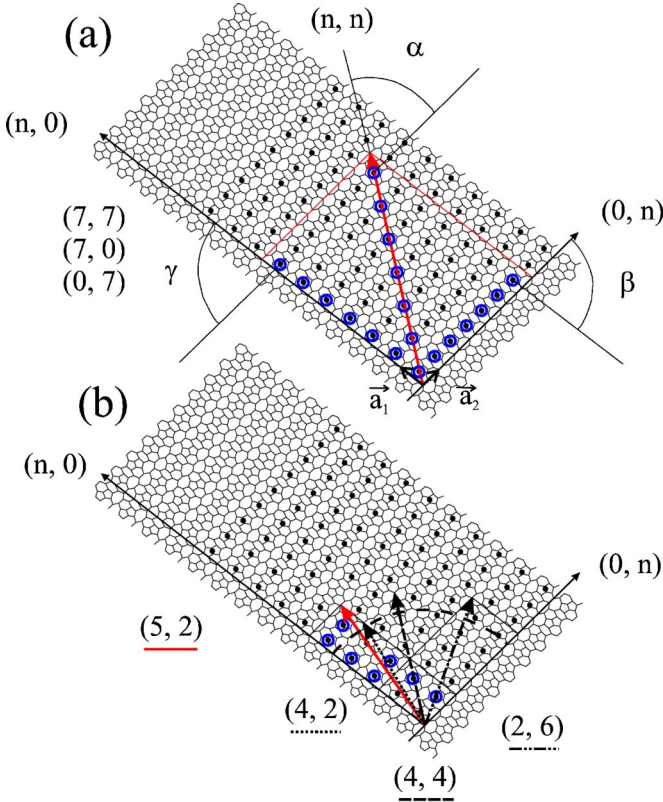 (a)
(n, n)
α
(n, 0)
(0, n)
(7, 7)
(7, 0)
(0, 7)
γ
β
a₁
a₂
(b)
(n, 0)
(0, n)
(5, 2)
(4, 2)
(2, 6)
(4, 4)